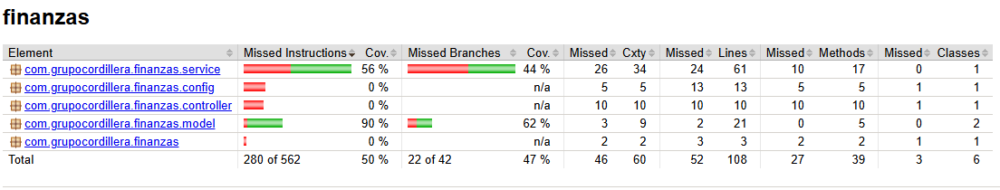 finanzas
Element Missed Instructions Cov. Missed Branches Cov. Missed Cxty Missed Lines Missed Methods Missed Classes
com.grupocordillera.finanzas.service 56 % 44 % 26 34 24 61 10 17 0 1
com.grupocordillera.finanzas.config 0 % n/a 5 5 13 13 5 5 1 1
com.grupocordillera.finanzas.controller 0 % n/a 10 10 10 10 10 10 1 1
com.grupocordillera.finanzas.model 90 % 62 % 3 9 2 21 0 5 0 2
com.grupocordillera.finanzas 0 % n/a 2 2 3 3 2 2 1 1
Total 280 of 562 50 % 22 of 42 47 % 46 60 52 108 27 39 3 6